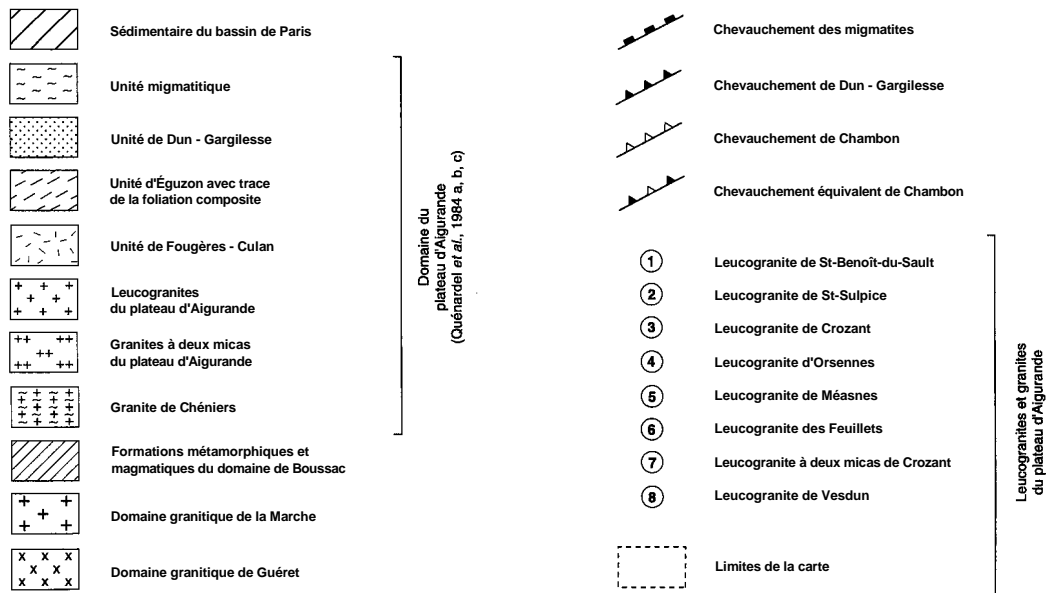 Sédimentaire du bassin de Paris
Unité migmatitique
Unité de Dun - Gargilesse
Unité d'Éguzon avec trace
de la foliation composite
Unité de Fougères - Culan
Leucogranites
du plateau d'Aigurande
Granites à deux micas
du plateau d'Aigurande
Granite de Chéniers
Formations métamorphiques et
magmatiques du domaine de Boussac
Domaine granitique de la Marche
Domaine granitique de Guéret
Domaine du
plateau d'Aigurande
(Quénardel et al., 1984 a, b, c)
Chevauchement des migmatites
Chevauchement de Dun - Gargilesse
Chevauchement de Chambon
Chevauchement équivalent de Chambon
1 Leucogranite de St-Benoît-du-Sault
2 Leucogranite de St-Sulpice
3 Leucogranite de Crozant
4 Leucogranite d'Orsennes
5 Leucogranite de Méasnes
6 Leucogranite des Feuillets
7 Leucogranite à deux micas de Crozant
8 Leucogranite de Vesdun
Limites de la carte
Leucogranites et granites
du plateau d'Aigurande